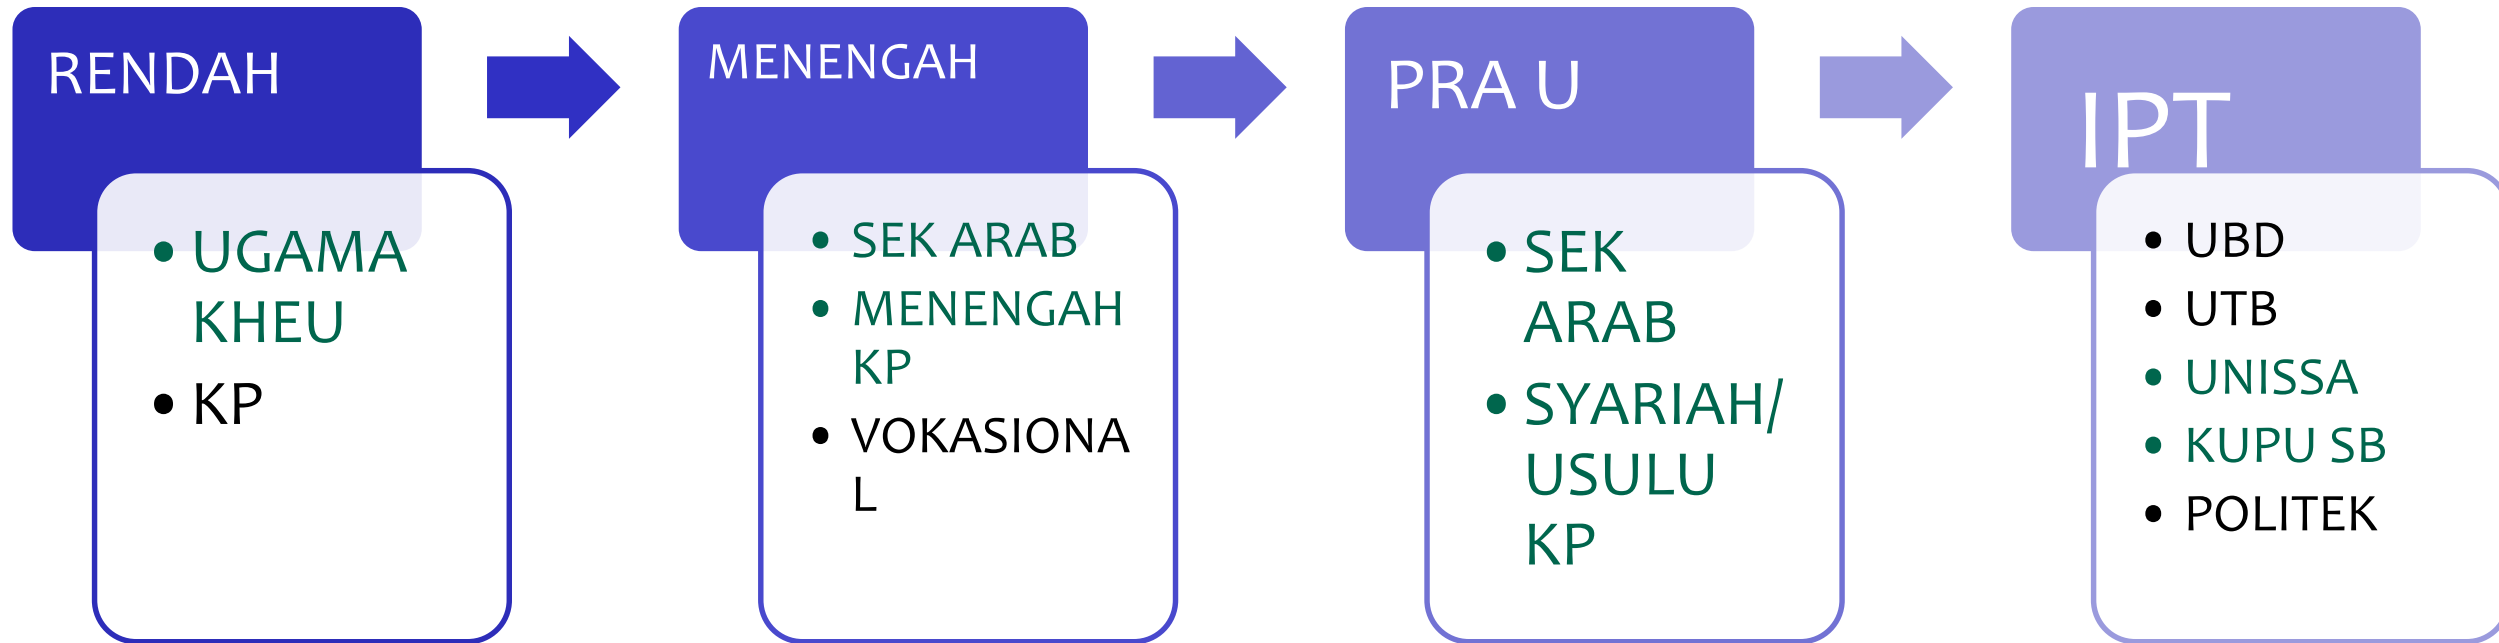 RENDAH
• UGAMA
KHEU
• KP
MENENGAH
• SEK ARAB
• MENENGAH
KP
• VOKASIONA
L
PRA U
• SEK
ARAB
• SYARIAH/
USULU
KP
IPT
• UBD
• UTB
• UNISSA
• KUPU SB
• POLITEK